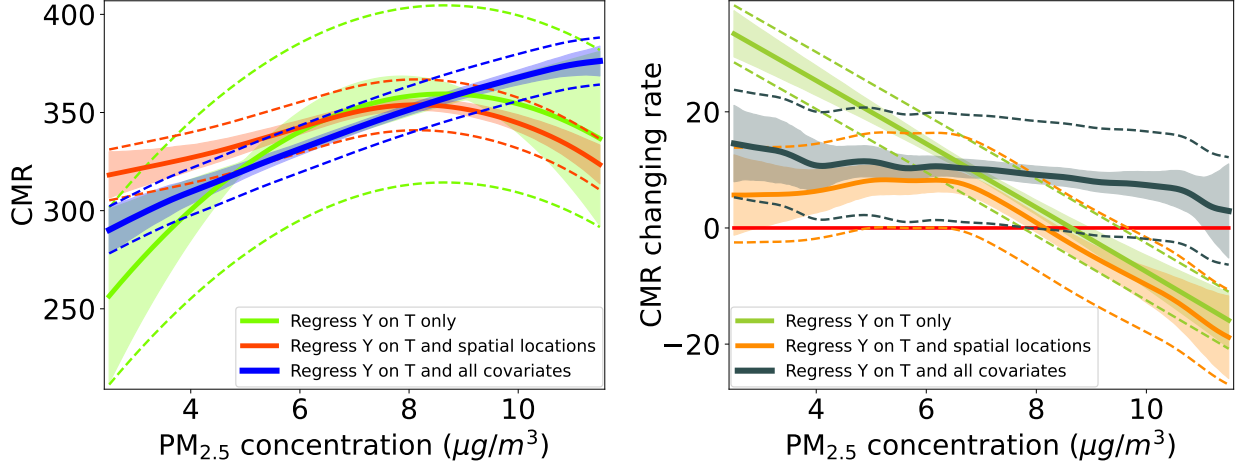 400
350
300
250
CMR
4 6 8 10
PM2.5 concentration (μg/m³)
Regress Y on T only
Regress Y on T and spatial locations
Regress Y on T and all covariates
20
0
−20
CMR changing rate
4 6 8 10
PM2.5 concentration (μg/m³)
Regress Y on T only
Regress Y on T and spatial locations
Regress Y on T and all covariates